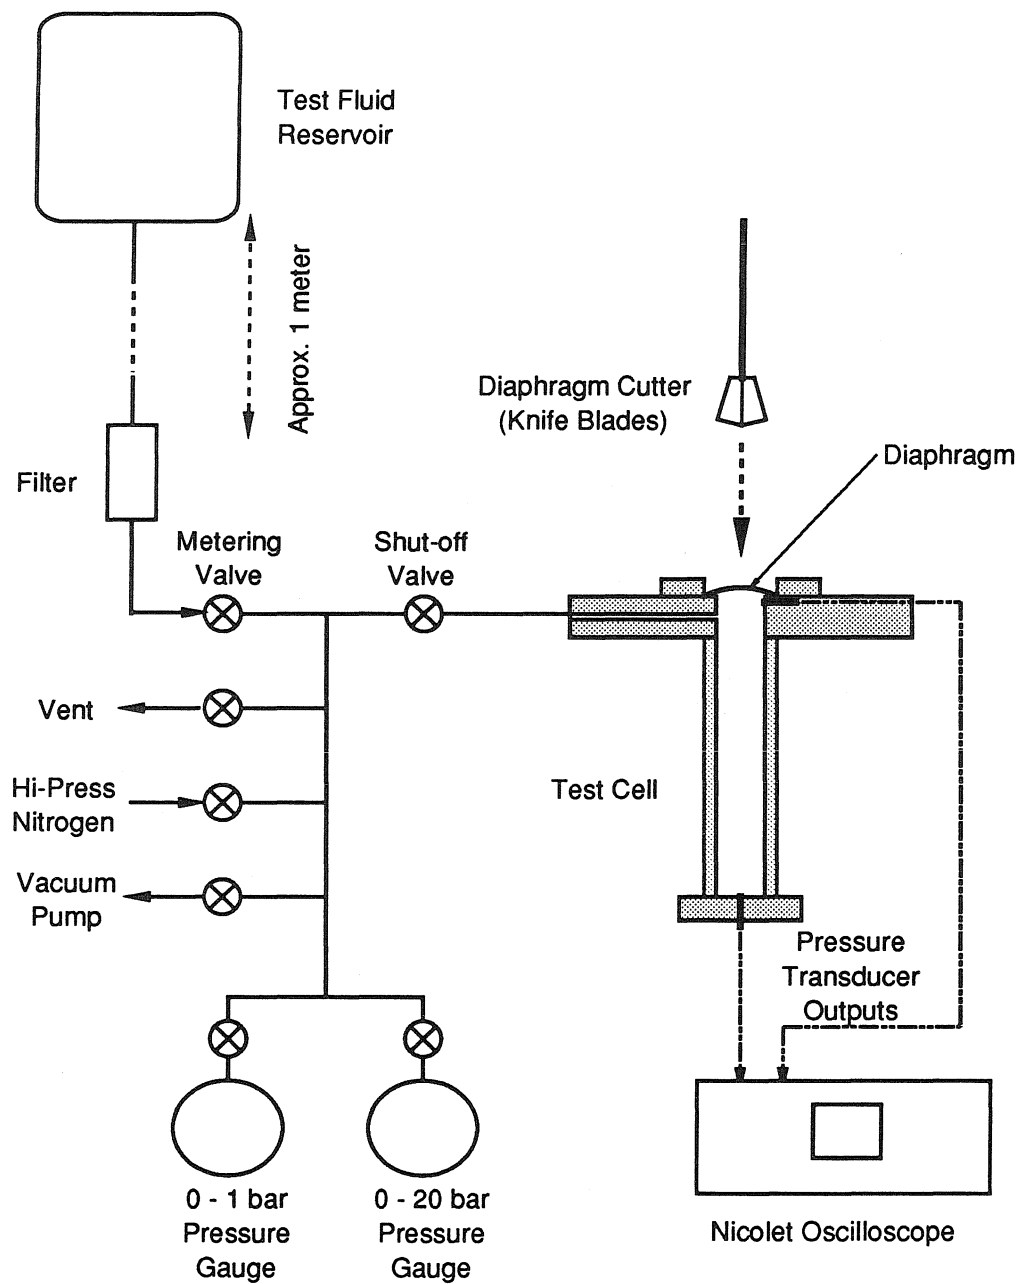 Test Fluid
Reservoir
Approx. 1 meter
Diaphragm Cutter
(Knife Blades)
Diaphragm
Filter
Metering
Valve
Shut-off
Valve
Vent
Hi-Press
Nitrogen
Test Cell
Vacuum
Pump
Pressure
Transducer
Outputs
0 - 1 bar
Pressure
Gauge
0 - 20 bar
Pressure
Gauge
Nicolet Oscilloscope